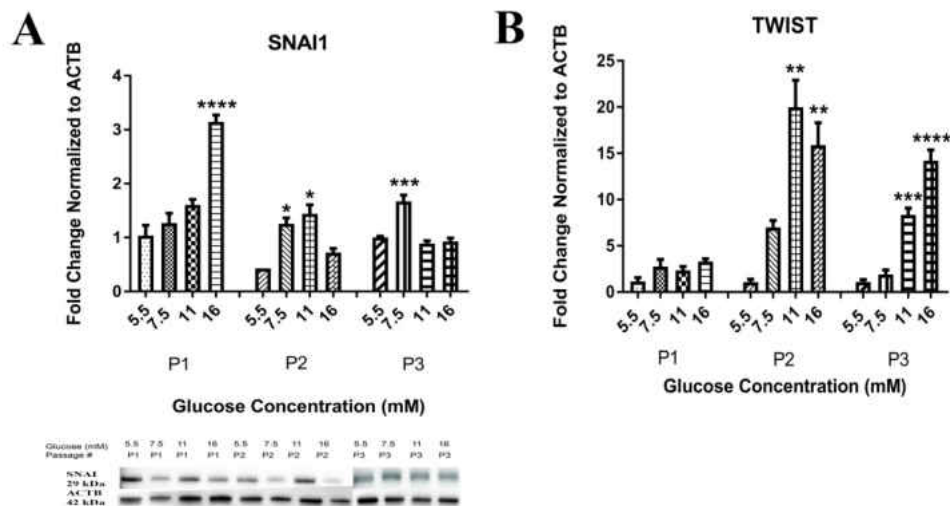 A
SNAI1
Fold Change Normalized to ACTB
4
3
2
1
0
****
* * ***
5.5 7.5 11 16 5.5 7.5 11 16 5.5 7.5 11 16
P1 P2 P3
Glucose Concentration (mM)
Glucose (mM) 5.5 7.5 11 16 5.5 7.5 11 16 5.5 7.5 11 16
Passage # P1 P1 P1 P1 P2 P2 P2 P2 P3 P3 P3 P3
SNAI
29 kDa
ACTB
42 kDa
B
TWIST
Fold Change Normalized to ACTB
25
20
15
10
5
0
** ** *** ****
5.5 7.5 11 16 5.5 7.5 11 16 5.5 7.5 11 16
P1 P2 P3
Glucose Concentration (mM)